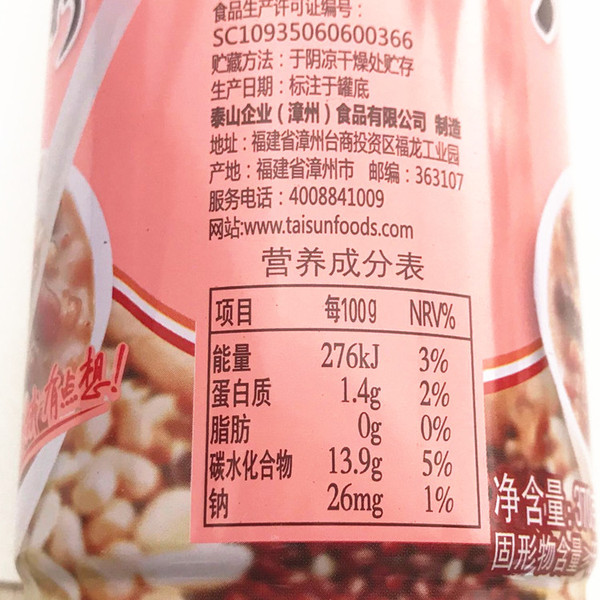 食品生产许可证编号：
SC10935060600366
贮藏方法：于阴凉干燥处贮存
生产日期：标注于罐底
泰山企业（漳州）食品有限公司 制造
地址：福建省漳州台商投资区福龙工业园
产地：福建省漳州市 邮编：363107
服务电话：4008841009
网站:www.taisunfoods.com
营养成分表
项目 每100g NRV%
能量 276kJ 3%
蛋白质 1.4g 2%
脂肪 0g 0%
碳水化合物 13.9g 5%
钠 26mg 1%
有点想！
净含量:
固形物含量